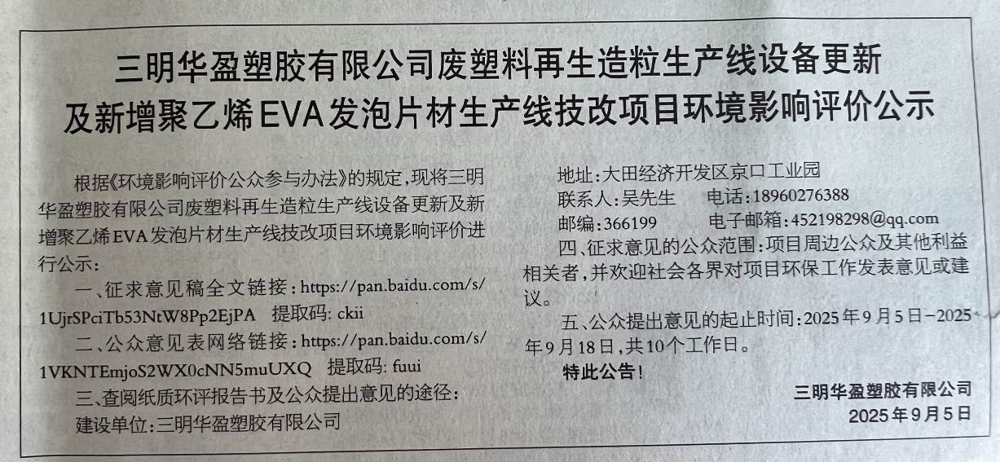 三明华盈塑胶有限公司废塑料再生造粒生产线设备更新
及新增聚乙烯EVA发泡片材生产线技改项目环境影响评价公示
根据《环境影响评价公众参与办法》的规定,现将三明
华盈塑胶有限公司废塑料再生造粒生产线设备更新及新
增聚乙烯EVA发泡片材生产线技改项目环境影响评价进
行公示:
一、征求意见稿全文链接:https://pan.baidu.com/s/
1UjrSPciTb53NtW8Pp2EjPA 提取码: ckii
二、公众意见表网络链接:https://pan.baidu.com/s/
1VKNTEmjoS2WX0cNN5muUXQ 提取码: fuui
三、查阅纸质环评报告书及公众提出意见的途径:
建设单位:三明华盈塑胶有限公司
地址:大田经济开发区京口工业园
联系人:吴先生 电话:18960276388
邮编:366199 电子邮箱:452198298@qq.com
四、征求意见的公众范围:项目周边公众及其他利益
相关者,并欢迎社会各界对项目环保工作发表意见或建
议。
五、公众提出意见的起止时间:2025年9月5日-2025
年9月18日,共10个工作日。
特此公告!
三明华盈塑胶有限公司
2025年9月5日